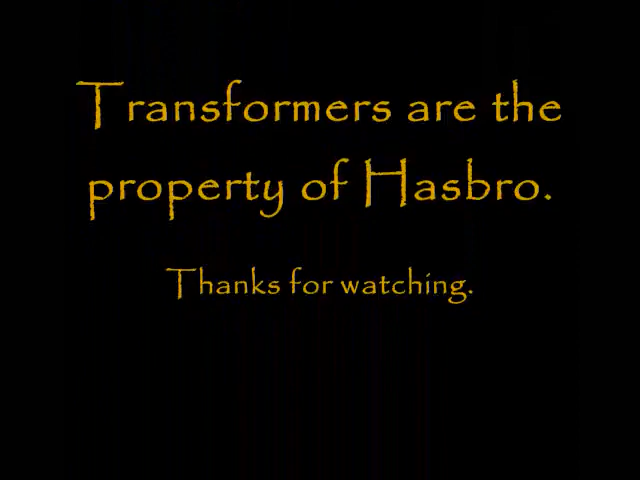 Transformers are the
property of Hasbro.
Thanks for watching.